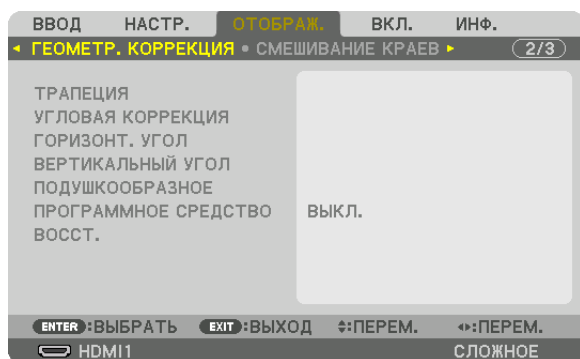 ВВОД НАСТР. ОТОБРАЖ. ВКЛ. ИНФ.
ГЕОМЕТР. КОРРЕКЦИЯ • СМЕШИВАНИЕ КРАЕВ 2/3
ТРАПЕЦИЯ
УГЛОВАЯ КОРРЕКЦИЯ
ГОРИЗОНТ. УГОЛ
ВЕРТИКАЛЬНЫЙ УГОЛ
ПОДУШКООБРАЗНОЕ
ПРОГРАММНОЕ СРЕДСТВО ВЫКЛ.
ВОССТ.
ENTER:ВЫБРАТЬ EXIT:ВЫХОД :ПЕРЕМ. :ПЕРЕМ.
HDMI1 СЛОЖНОЕ